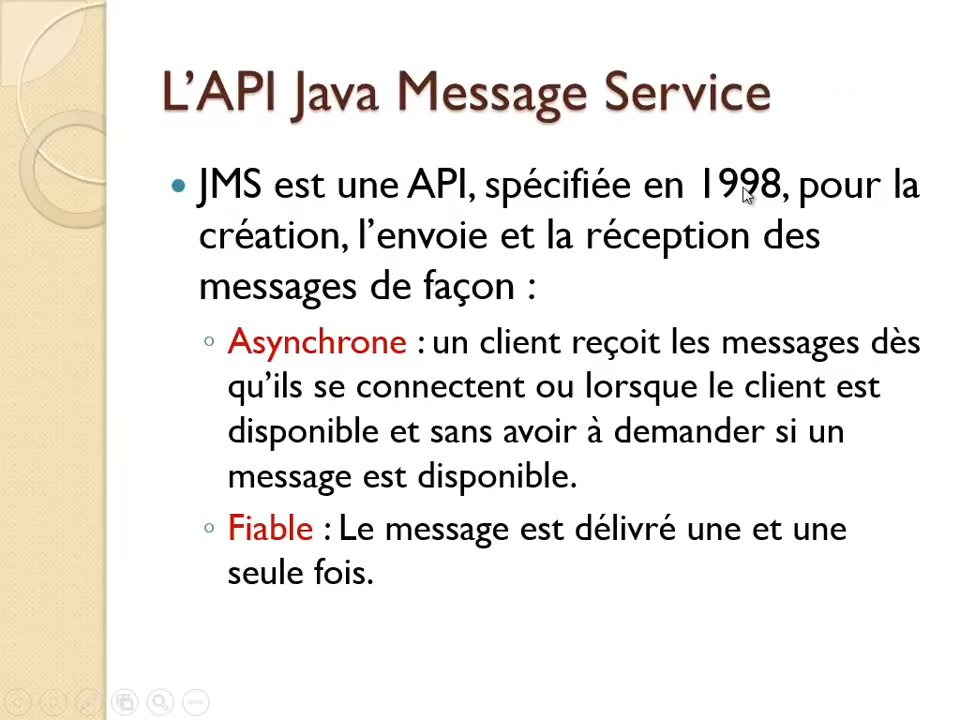 L’API Java Message Service
• JMS est une API, spécifiée en 1998, pour la
création, l’envoie et la réception des
messages de façon :
◦ Asynchrone : un client reçoit les messages dès
qu’ils se connectent ou lorsque le client est
disponible et sans avoir à demander si un
message est disponible.
◦ Fiable : Le message est délivré une et une
seule fois.